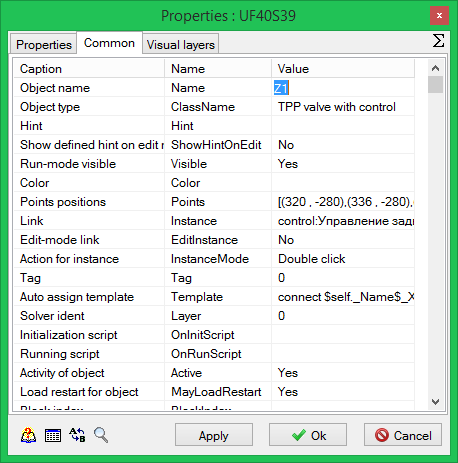 Properties : UF40S39
x
Properties Common Visual layers Σ
Caption Name Value
Object name Name Z1
Object type ClassName TPP valve with control
Hint Hint
Show defined hint on edit ShowHintOnEdit No
Run-mode visible Visible Yes
Color Color
Points positions Points [(320 , -280),(336 , -280),
Link Instance control:Управление
Edit-mode link EditInstance No
Action for instance InstanceMode Double click
Tag Tag 0
Auto assign template Template connect $self._Name$_X
Solver ident Layer 0
Initialization script OnInitScript
Running script OnRunScript
Activity of object Active Yes
Load restart for object MayLoadRestart Yes
Block index BlockIndex
Apply Ok Cancel